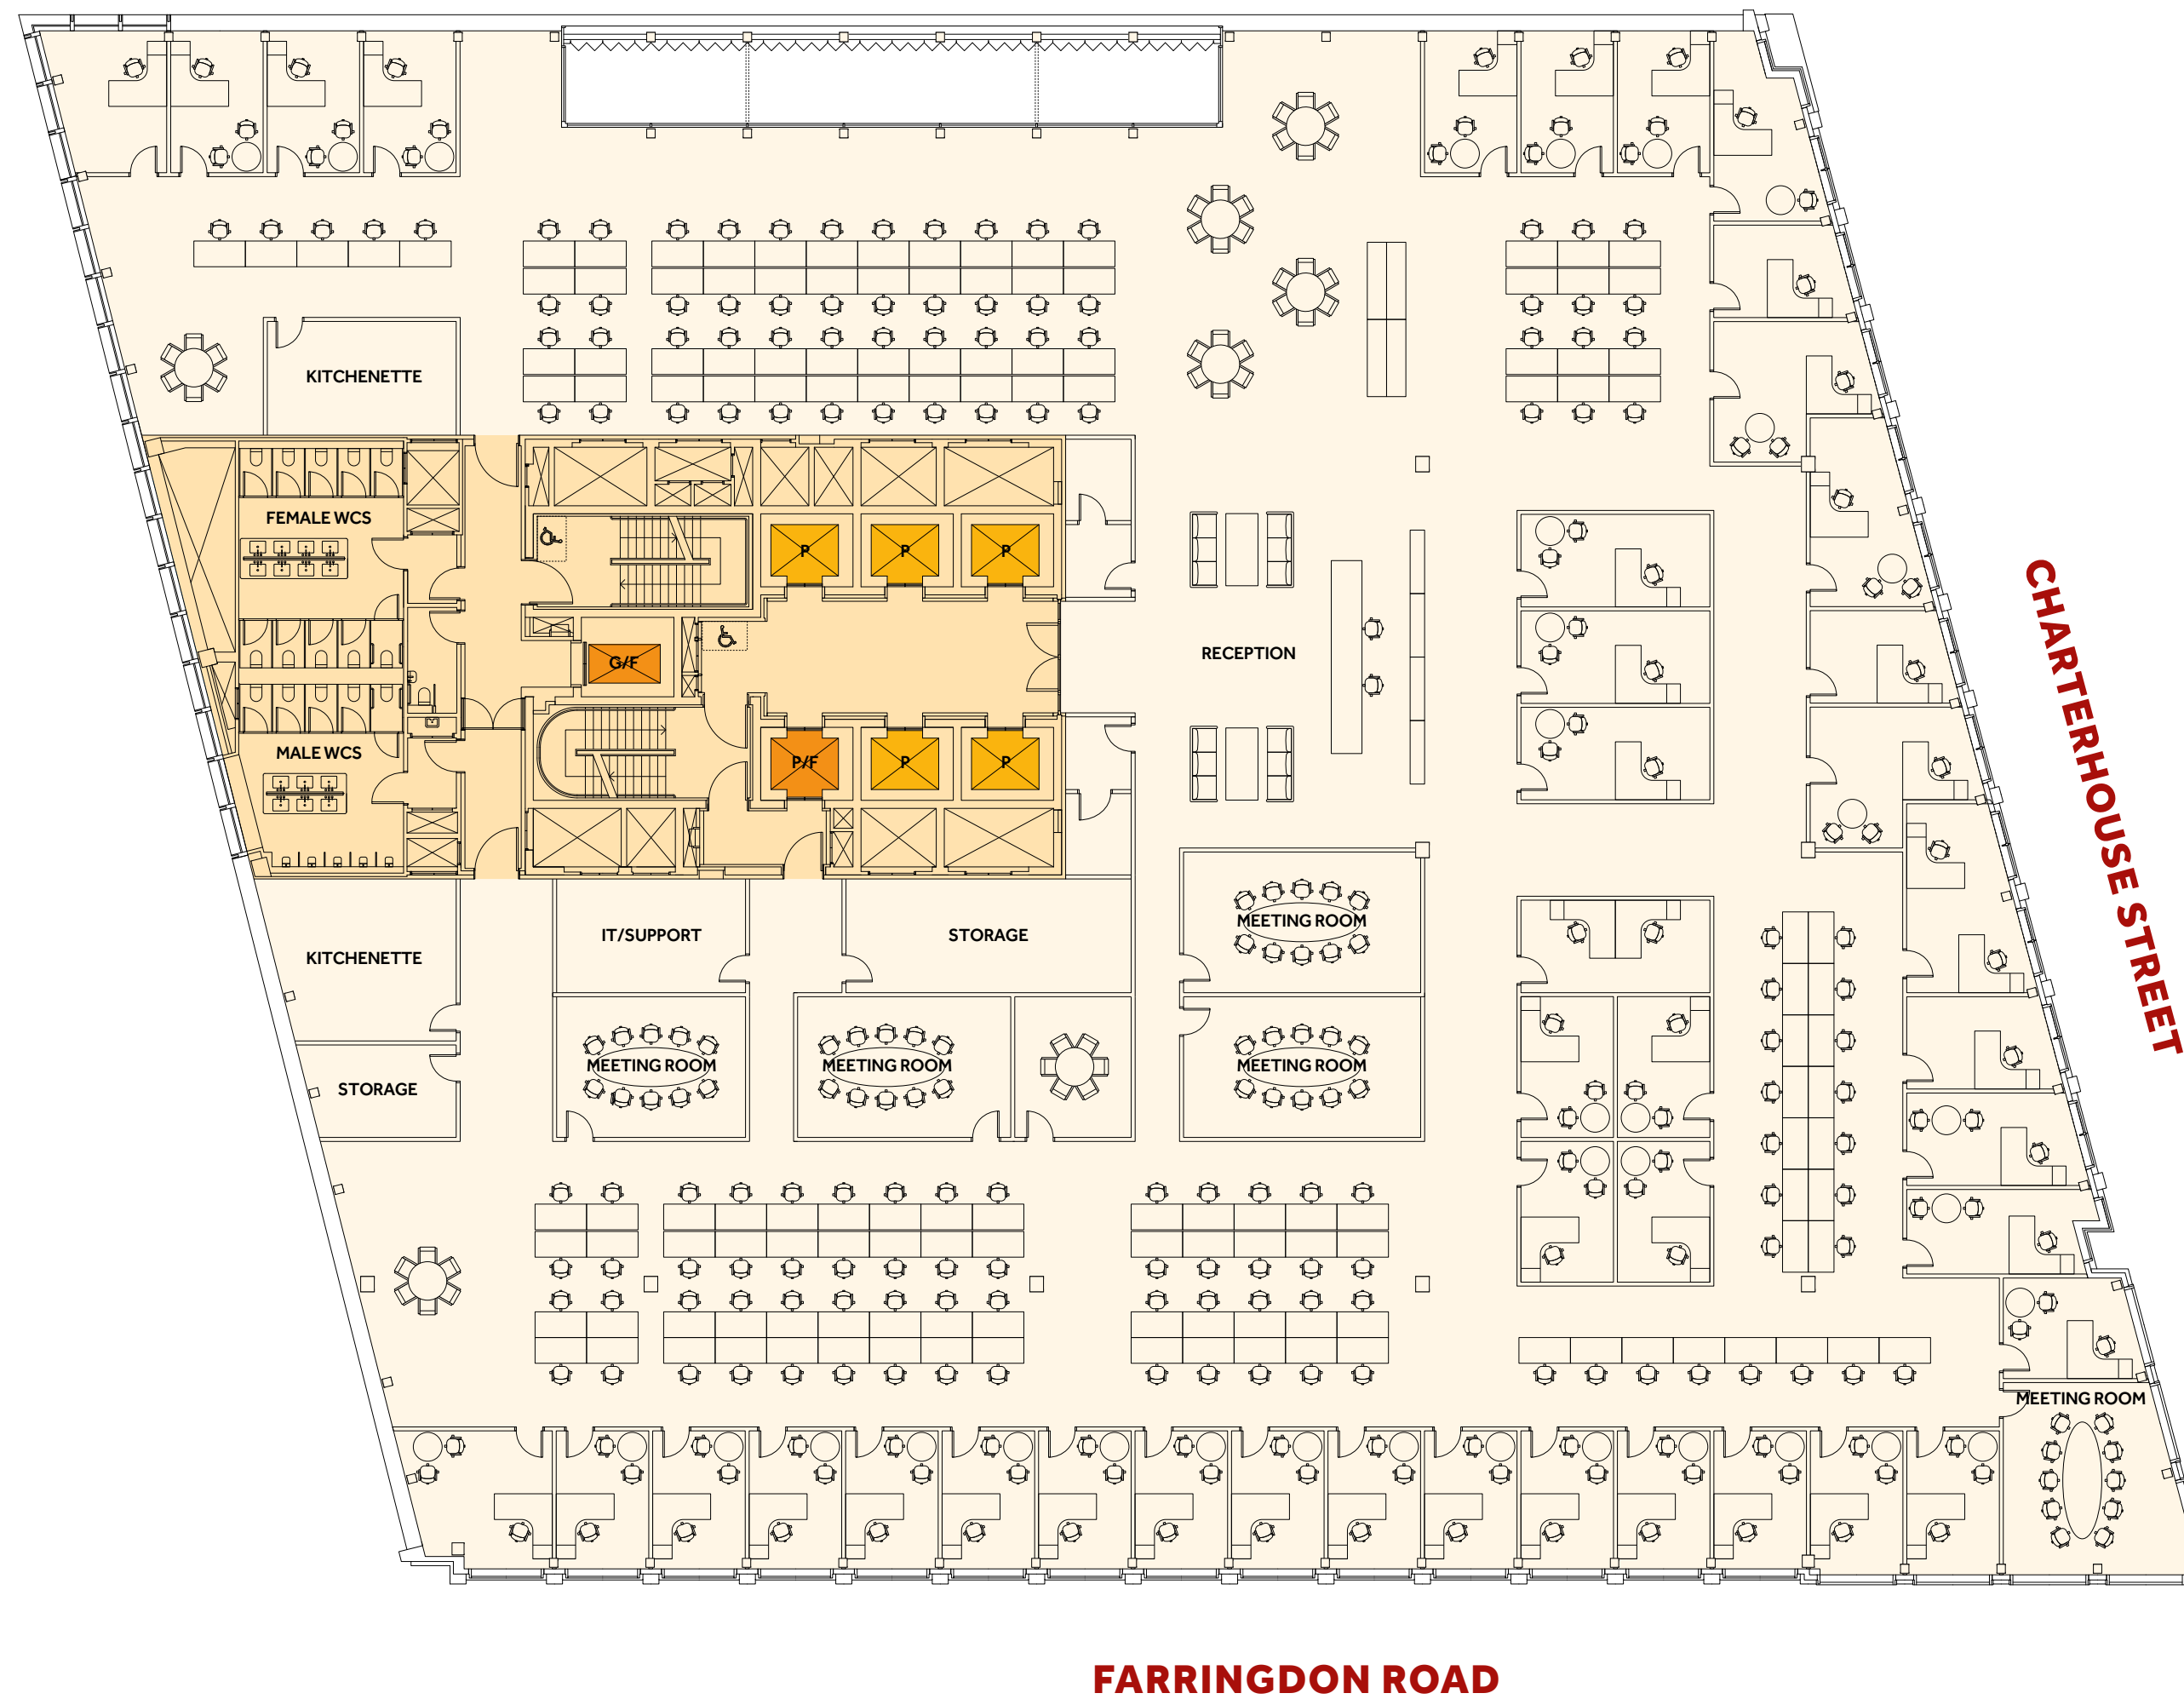 KITCHENETTE
FEMALE WCS
P
P
P
CHARTERHOUSE STREET
RECEPTION
G/F
MALE WCS
P/F
P
P
MEETING ROOM
IT/SUPPORT
STORAGE
KITCHENETTE
MEETING ROOM
MEETING ROOM
MEETING ROOM
STORAGE
MEETING ROOM
FARRINGDON ROAD